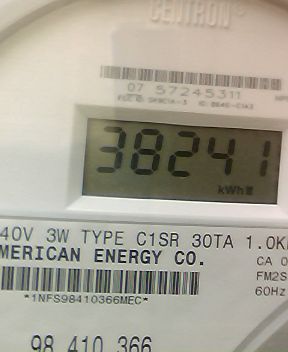 CENTRON®
07 57245311
38241
kWh
40V 3W TYPE C1SR 30TA 1.0K
MERICAN ENERGY CO.
CA 0
FM2S
60Hz
*1NFS98410366MEC*
98 410 366